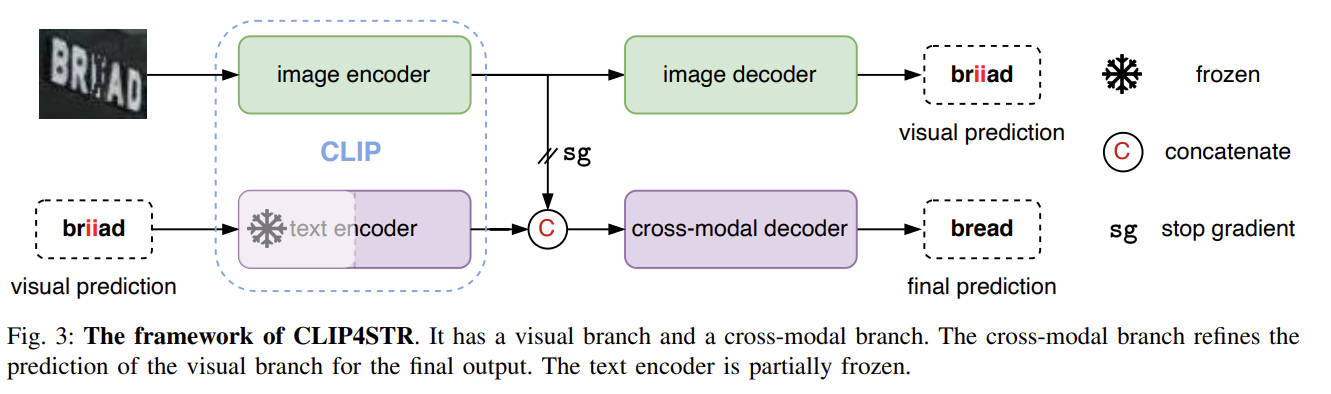 BREAD
image encoder
image decoder
briiad
visual prediction
frozen
CLIP
sg
C
concatenate
briiad
visual prediction
text encoder
C
cross-modal decoder
bread
final prediction
sg
stop gradient
Fig. 3: The framework of CLIP4STR. It has a visual branch and a cross-modal branch. The cross-modal branch refines the
prediction of the visual branch for the final output. The text encoder is partially frozen.